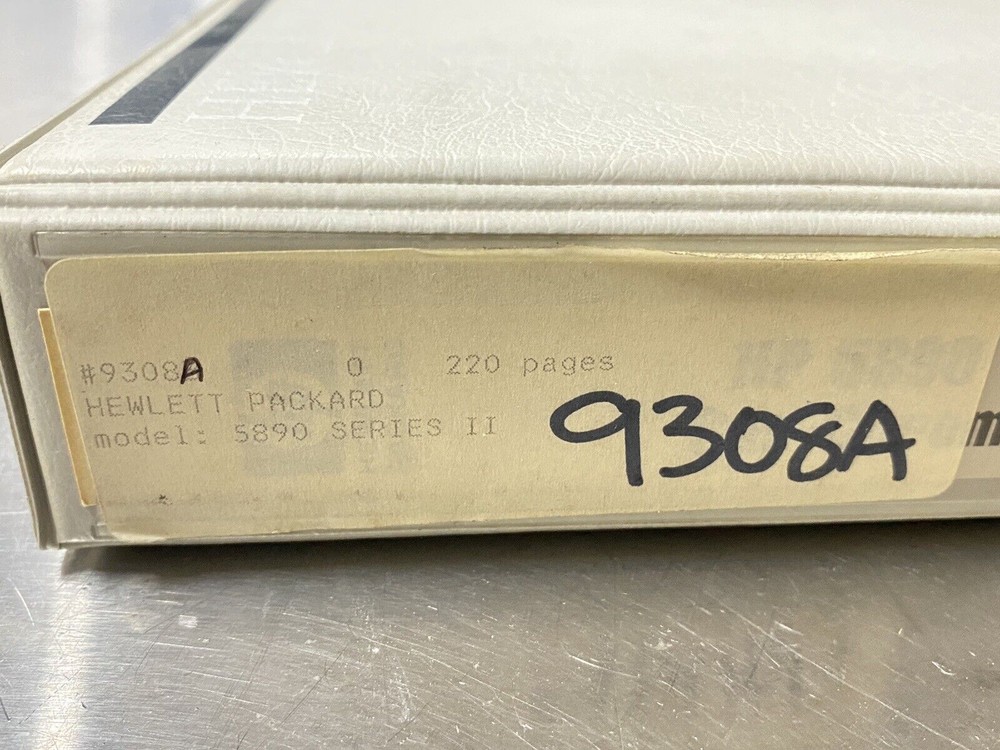 #9308A 0 220 pages
HEWLETT PACKARD
model: 5890 SERIES II
9308A